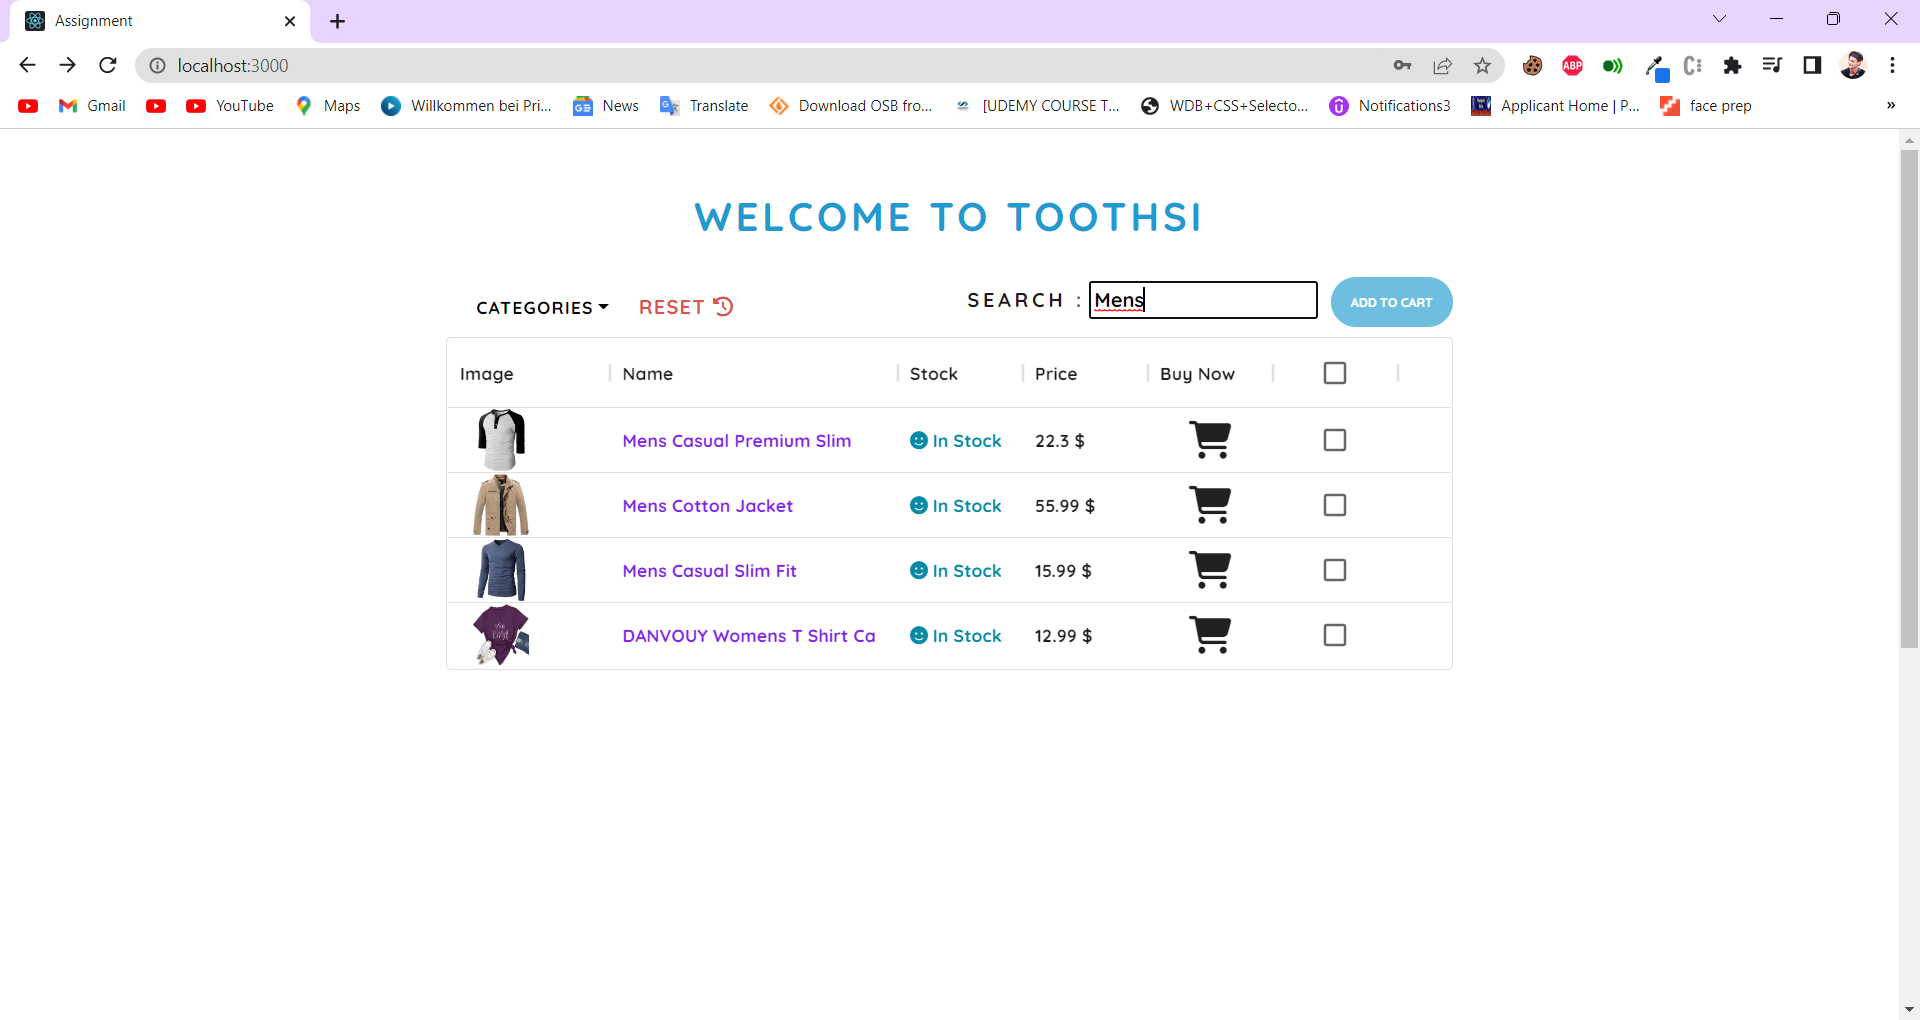 Assignment
localhost:3000
ABP
Gmail YouTube Maps Willkommen bei Pri... News Translate Download OSB fro... [UDEMY COURSE T... WDB+CSS+Selecto... Notifications3 Applicant Home | P... face prep »
WELCOME TO TOOTHSI
CATEGORIES RESET SEARCH : Mens ADD TO CART
Image Name Stock Price Buy Now
Mens Casual Premium Slim In Stock 22.3 $
Mens Cotton Jacket In Stock 55.99 $
Mens Casual Slim Fit In Stock 15.99 $
DANVOUY Womens T Shirt Ca In Stock 12.99 $